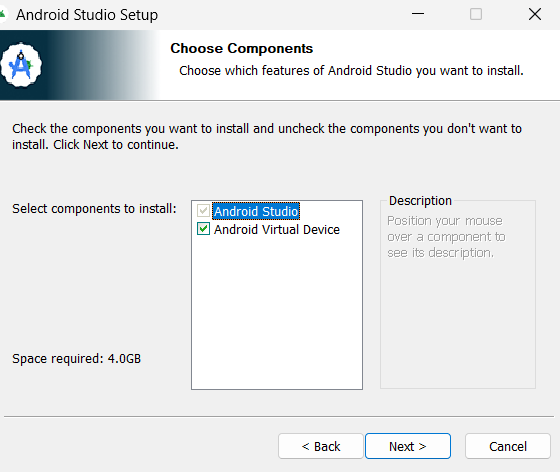 Android Studio Setup
Choose Components
Choose which features of Android Studio you want to install.
Check the components you want to install and uncheck the components you don't want to
install. Click Next to continue.
Select components to install:
Android Studio
Android Virtual Device
Description
Position your mouse
over a component to
see its description.
Space required: 4.0GB
< Back
Next >
Cancel